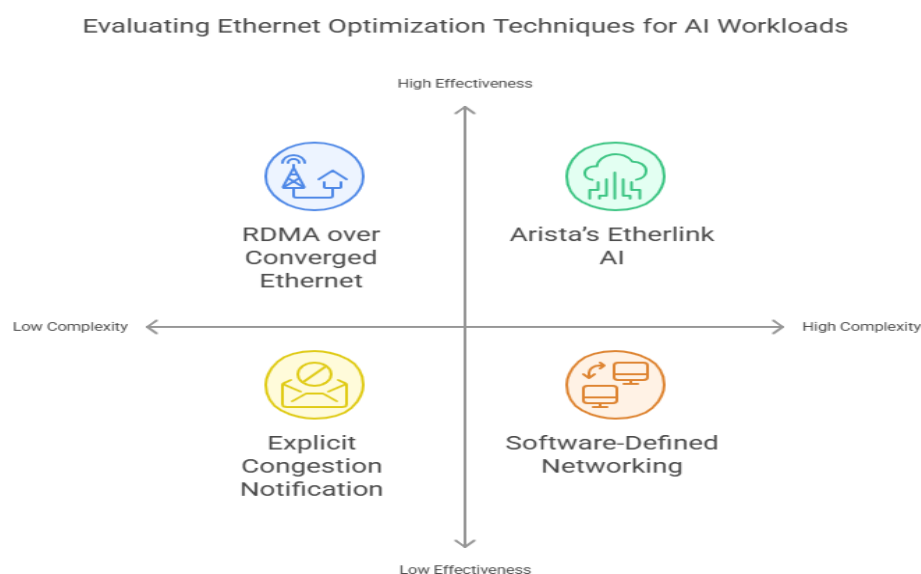 Evaluating Ethernet Optimization Techniques for AI Workloads
High Effectiveness
RDMA over
Converged
Ethernet
Arista's Etherlink
AI
Low Complexity
High Complexity
Explicit
Congestion
Notification
Software-Defined
Networking
Low Effectiveness